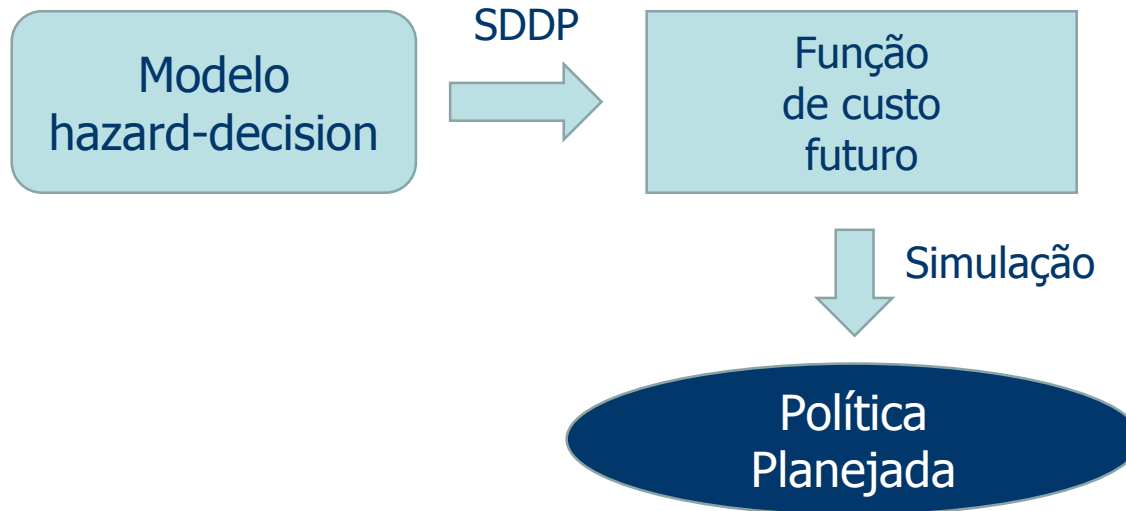 SDDP
Modelo
hazard-decision
Função
de custo
futuro
Simulação
Política
Planejada